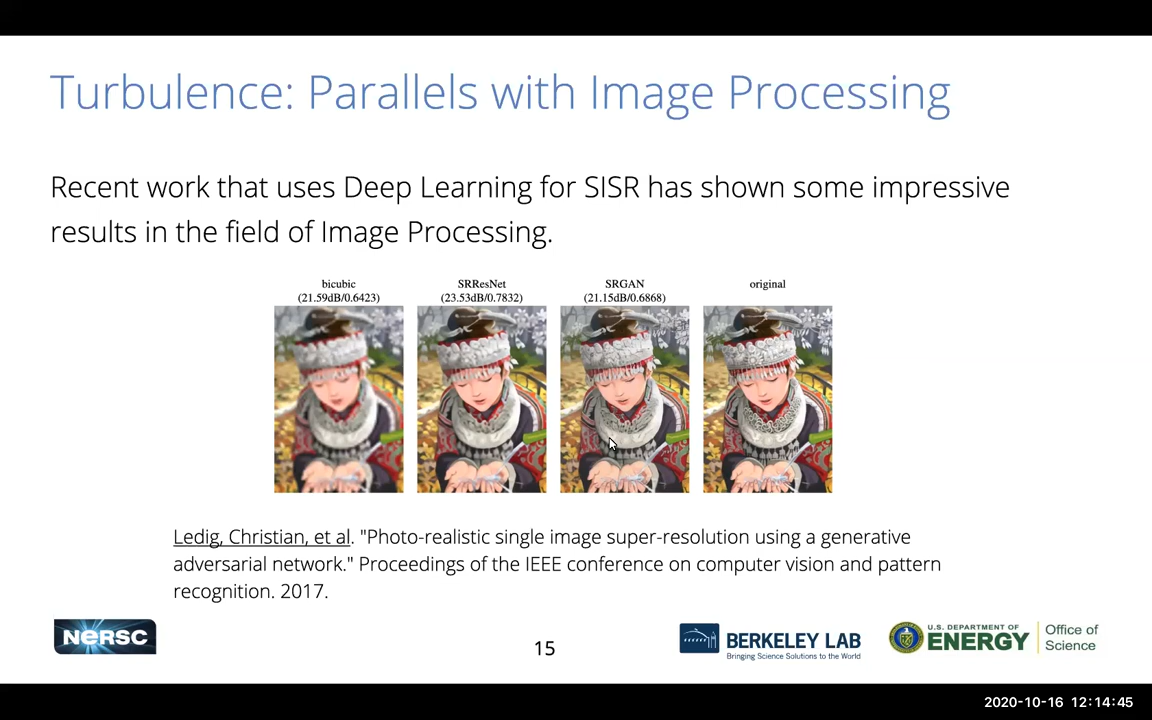 Turbulence: Parallels with Image Processing
Recent work that uses Deep Learning for SISR has shown some impressive
results in the field of Image Processing.
bicubic
(21.59dB/0.6423)
SRResNet
(23.53dB/0.7832)
SRGAN
(21.15dB/0.6868)
original
Ledig, Christian, et al. "Photo-realistic single image super-resolution using a generative
adversarial network." Proceedings of the IEEE conference on computer vision and pattern
recognition. 2017.
NERSC
15
BERKELEY LAB
Bringing Science Solutions to the World
U.S. DEPARTMENT OF
ENERGY
Office of
Science
2020-10-16 12:14:45